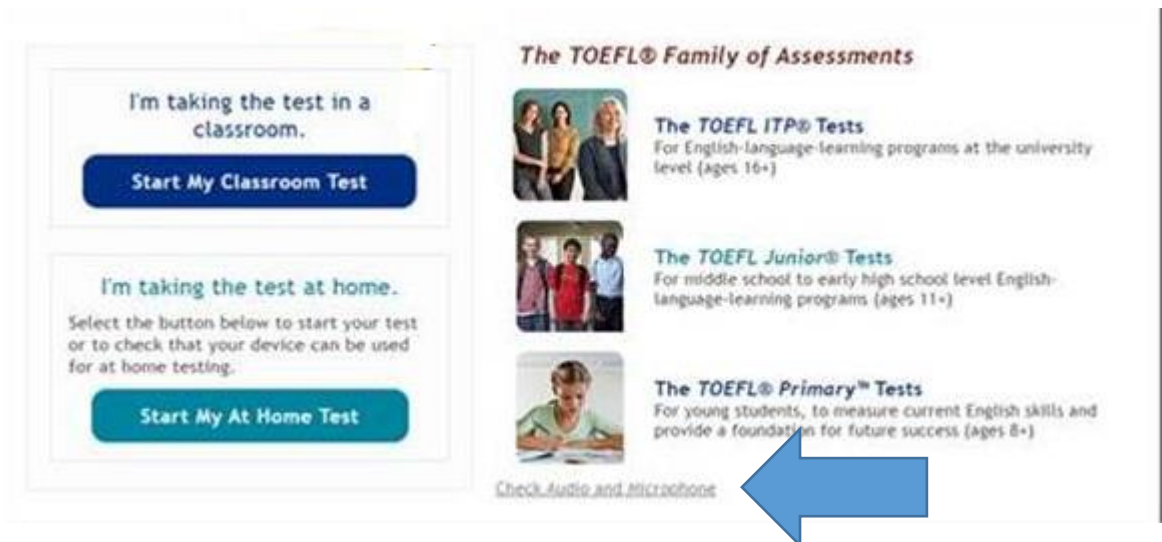 I'm taking the test in a
classroom.
Start My Classroom Test
I'm taking the test at home.
Select the button below to start your test
or to check that your device can be used
for at home testing.
Start My At Home Test
The TOEFL® Family of Assessments
The TOEFL ITP® Tests
For English-language-learning programs at the university
level (ages 16+)
The TOEFL Junior® Tests
For middle school to early high school level English-
language-learning programs (ages 11+)
The TOEFL® Primary™ Tests
For young students, to measure current English skills and
provide a foundation for future success (ages 8+)
Check Audio and Microphone